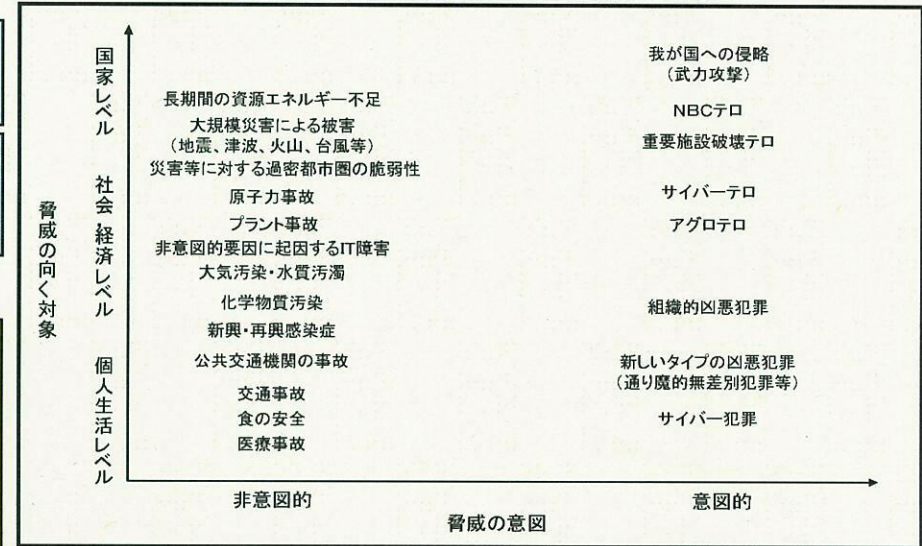 脅威の向く対象
国家レベル
社会・経済レベル
個人生活レベル
長期間の資源エネルギー不足
大規模災害による被害
（地震、津波、火山、台風等）
災害等に対する過密都市圏の脆弱性
原子力事故
プラント事故
非意図的要因に起因するIT障害
大気汚染・水質汚濁
化学物質汚染
新興・再興感染症
公共交通機関の事故
交通事故
食の安全
医療事故
我が国への侵略
（武力攻撃）
NBCテロ
重要施設破壊テロ
サイバーテロ
アグロテロ
組織的凶悪犯罪
新しいタイプの凶悪犯罪
（通り魔的無差別犯罪等）
サイバー犯罪
非意図的
意図的
脅威の意図